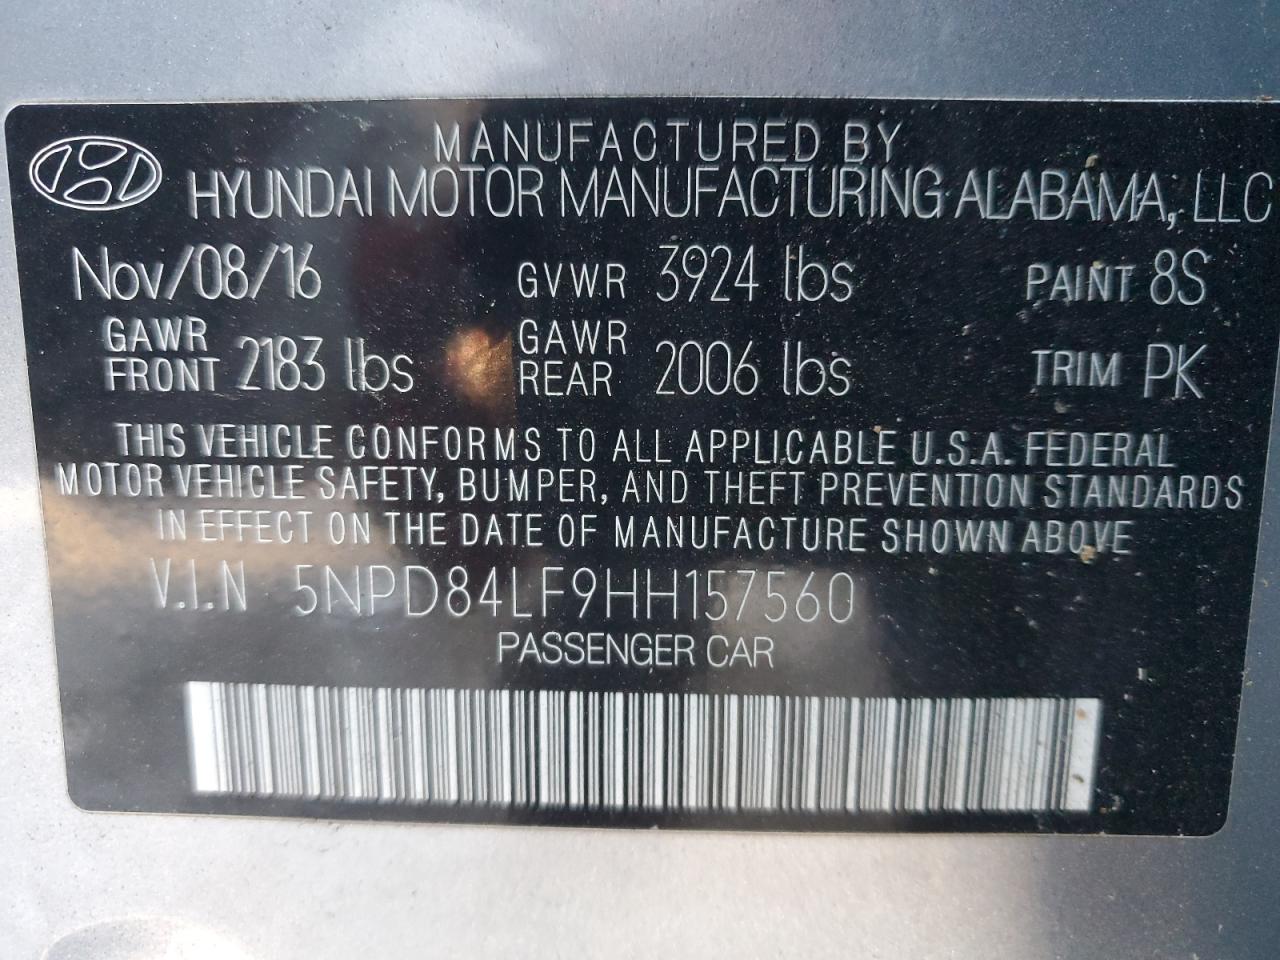 MANUFACTURED BY
HYUNDAI MOTOR MANUFACTURING ALABAMA, LLC
Nov/08/16 GVWR 3924 lbs PAINT 8S
GAWR FRONT 2183 lbs GAWR REAR 2006 lbs TRIM PK
THIS VEHICLE CONFORMS TO ALL APPLICABLE U.S.A. FEDERAL
MOTOR VEHICLE SAFETY, BUMPER, AND THEFT PREVENTION STANDARDS
IN EFFECT ON THE DATE OF MANUFACTURE SHOWN ABOVE
V.I.N 5NPD84LF9HH157560
PASSENGER CAR